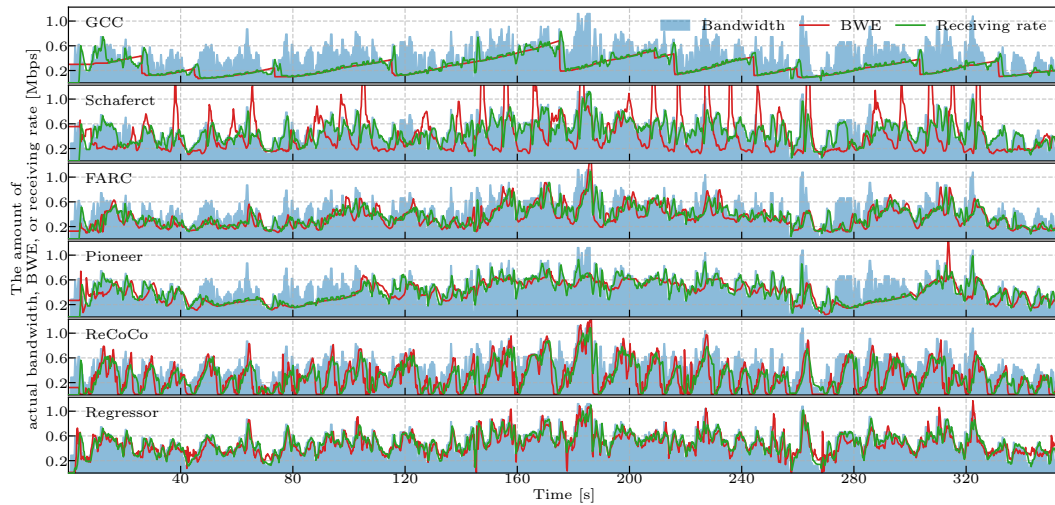 The amount of
actual bandwidth, BWE, or receiving rate [Mbps]
GCC
Bandwidth BWE Receiving rate
1.0
0.6
0.2
Schaferct
1.0
0.6
0.2
FARC
1.0
0.6
0.2
Pioneer
1.0
0.6
0.2
ReCoCo
1.0
0.6
0.2
Regressor
1.0
0.6
0.2
40 80 120 160 200 240 280 320
Time [s]